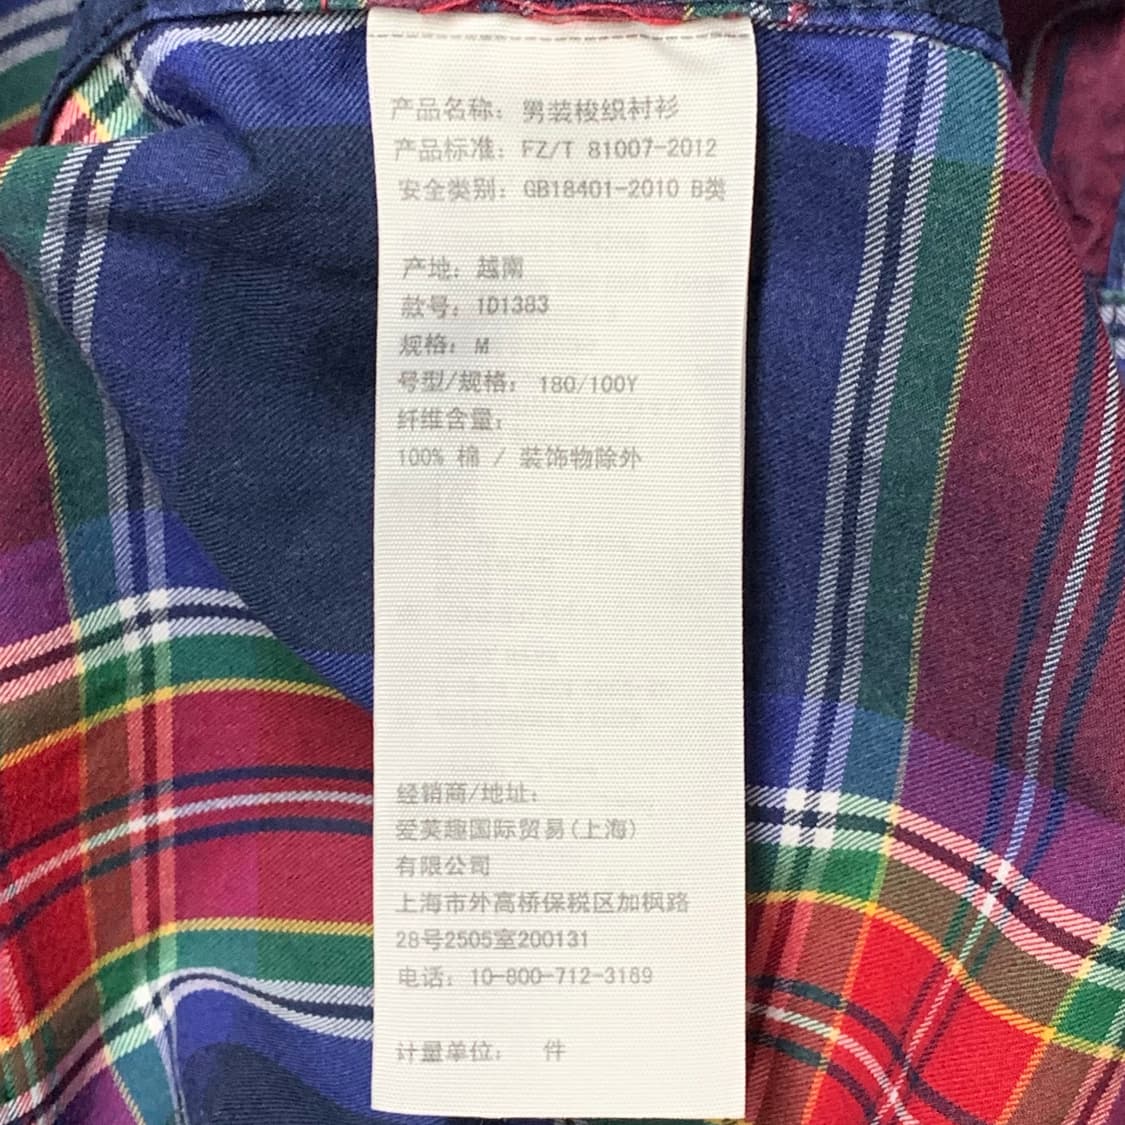 产品名称：男装梭织衬衫
产品标准：FZ/T 81007-2012
安全类别：GB18401-2010 B类
产地：越南
款号：1D1383
规格：M
号型/规格：180/100Y
纤维含量：
100% 棉 / 装饰物除外
经销商/地址：
爱英趣国际贸易(上海)
有限公司
上海市外高桥保税区加枫路
28号2505室200131
电话：10-800-712-3169
计量单位： 件